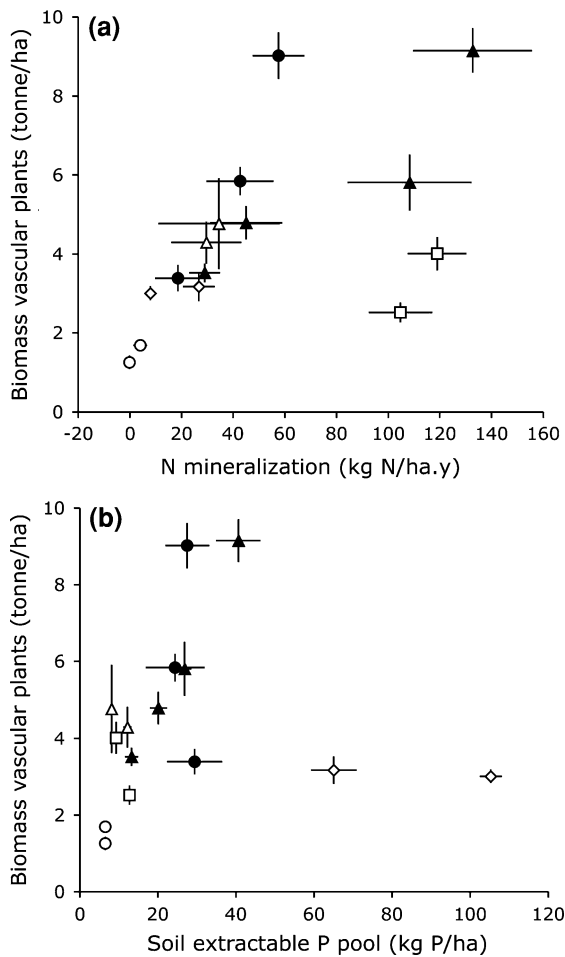 (a)
Biomass vascular plants (tonne/ha)
10
8
6
4
2
0
-20 0 20 40 60 80 100 120 140 160
N mineralization (kg N/ha.y)
(b)
Biomass vascular plants (tonne/ha)
10
8
6
4
2
0
0 20 40 60 80 100 120
Soil extractable P pool (kg P/ha)